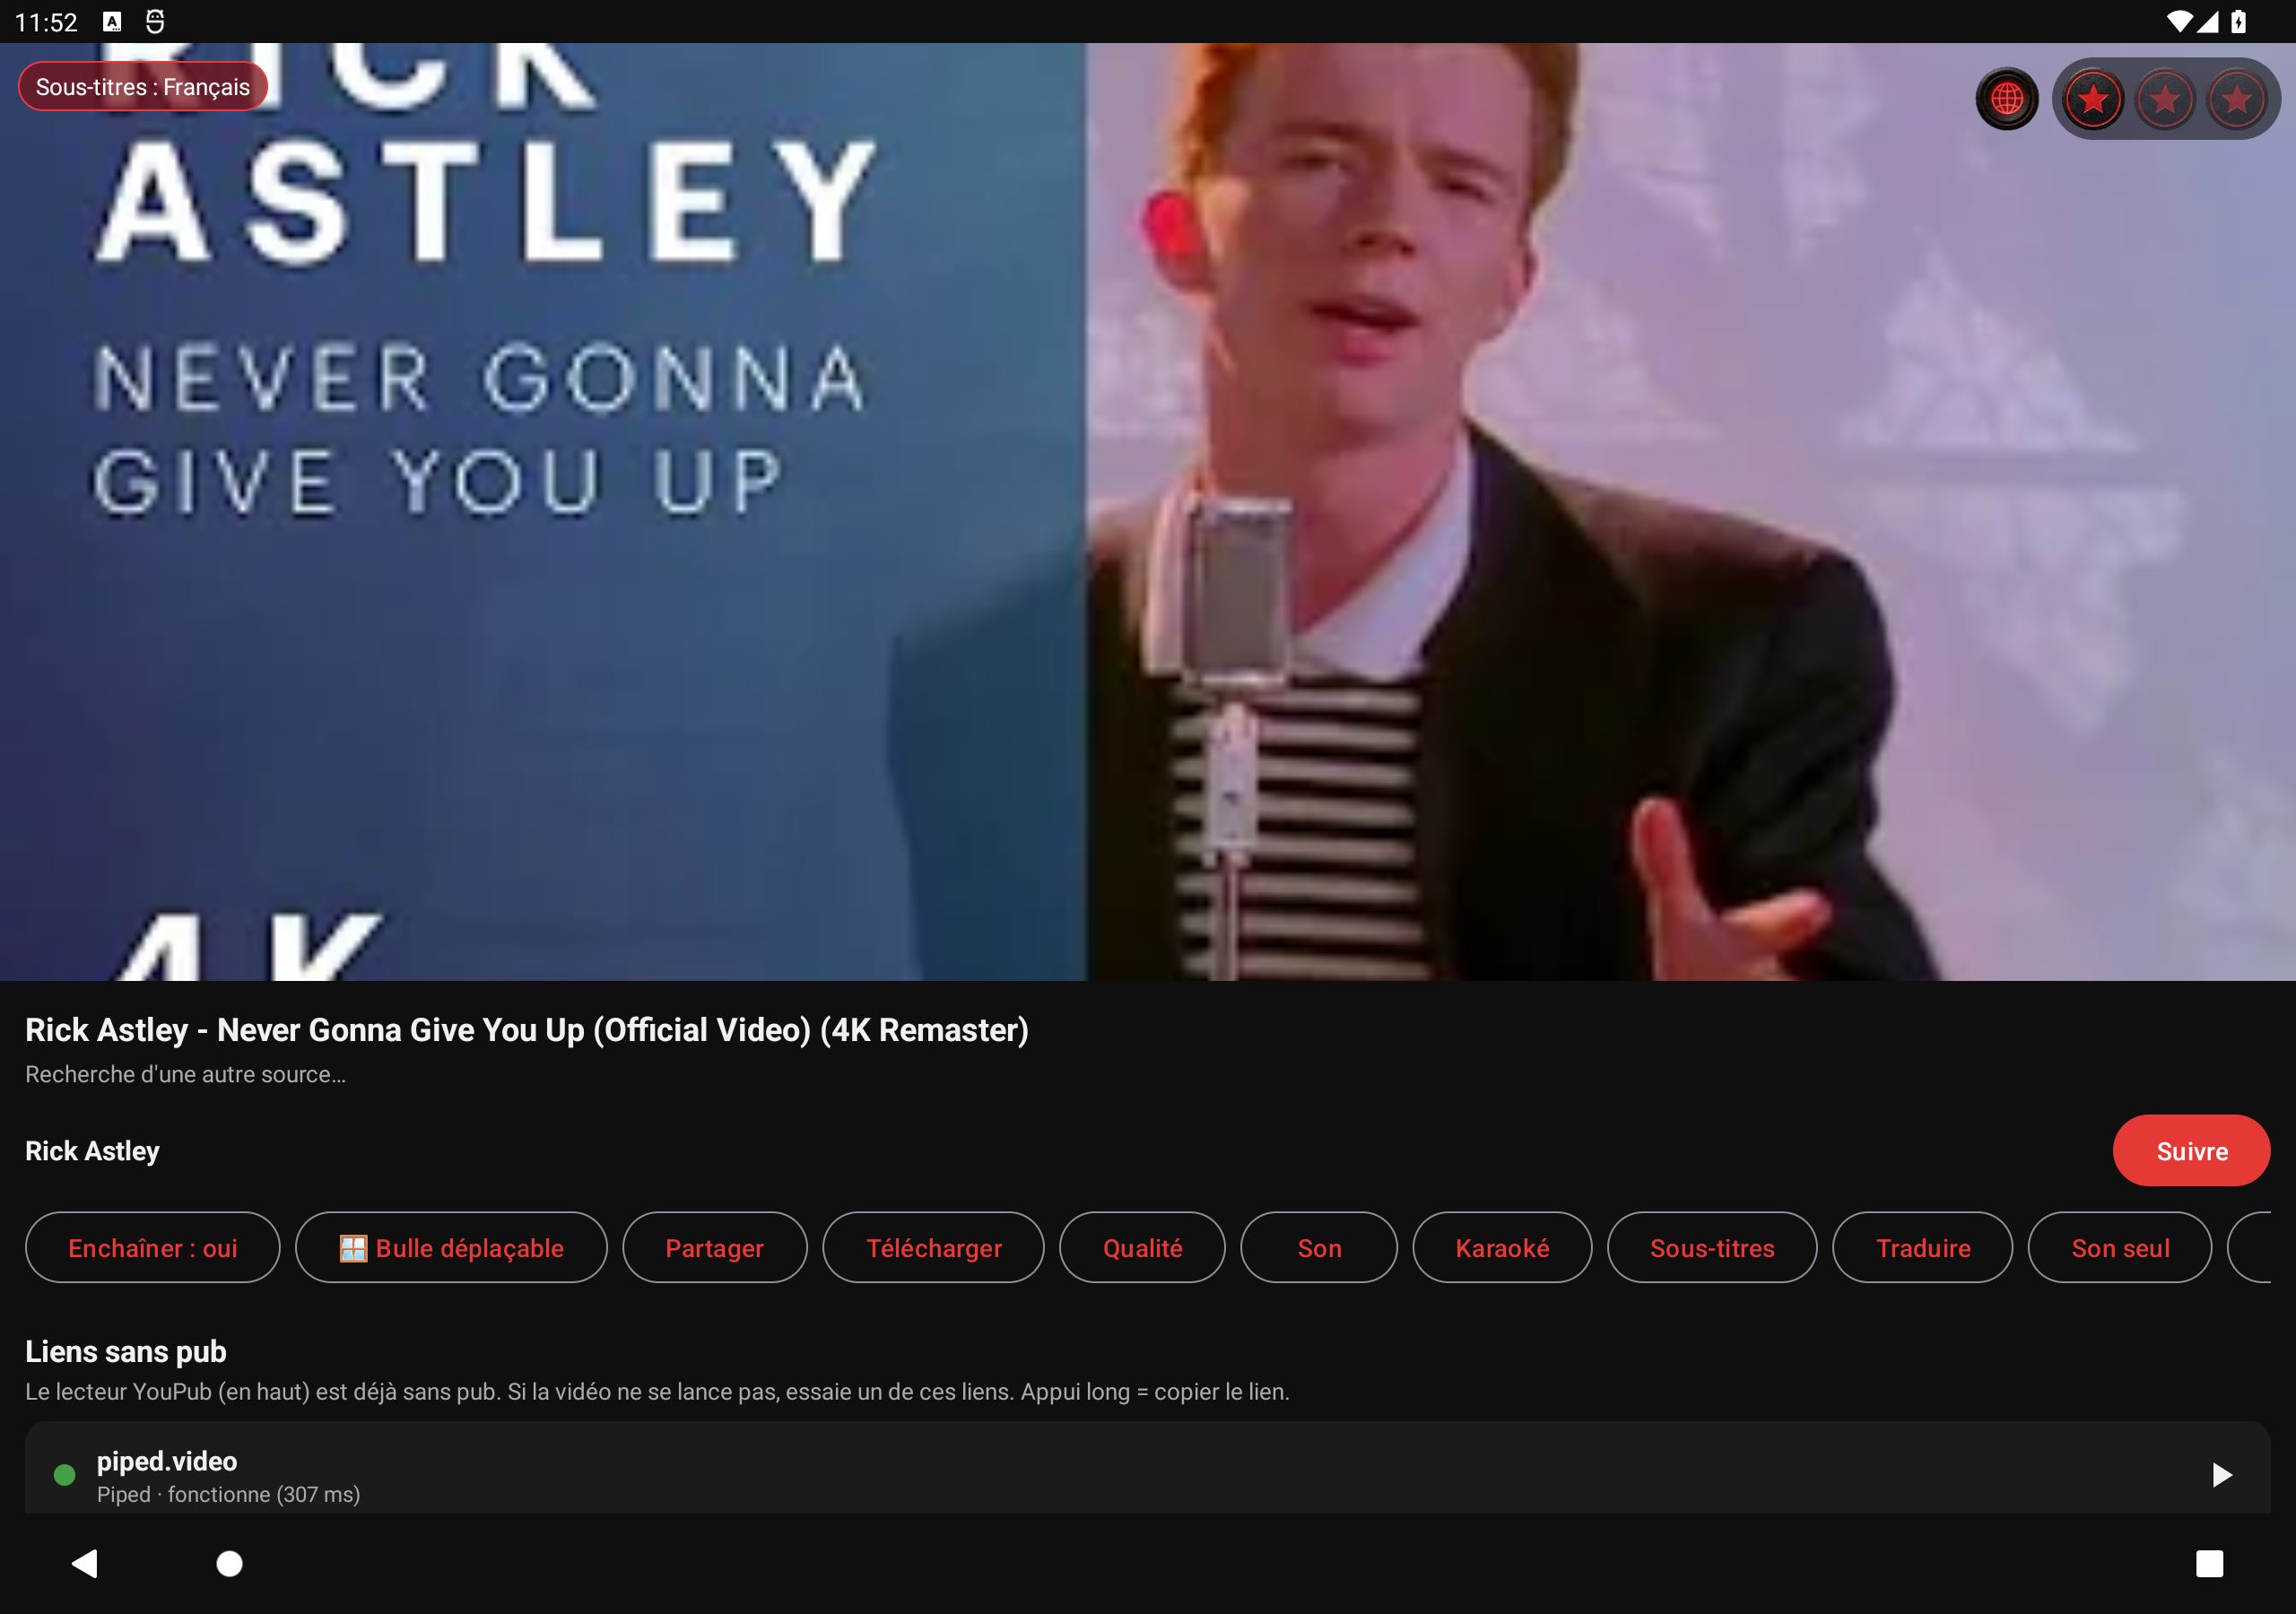 11:52
RICK
Sous-titres : Français
ASTLEY
NEVER GONNA
GIVE YOU UP
4K
Rick Astley - Never Gonna Give You Up (Official Video) (4K Remaster)
Recherche d'une autre source...
Rick Astley
Suivre
Enchaîner : oui
Bulle déplaçable
Partager
Télécharger
Qualité
Son
Karaoké
Sous-titres
Traduire
Son seul
Liens sans pub
Le lecteur YouPub (en haut) est déjà sans pub. Si la vidéo ne se lance pas, essaie un de ces liens. Appui long = copier le lien.
piped.video
Piped · fonctionne (307 ms)